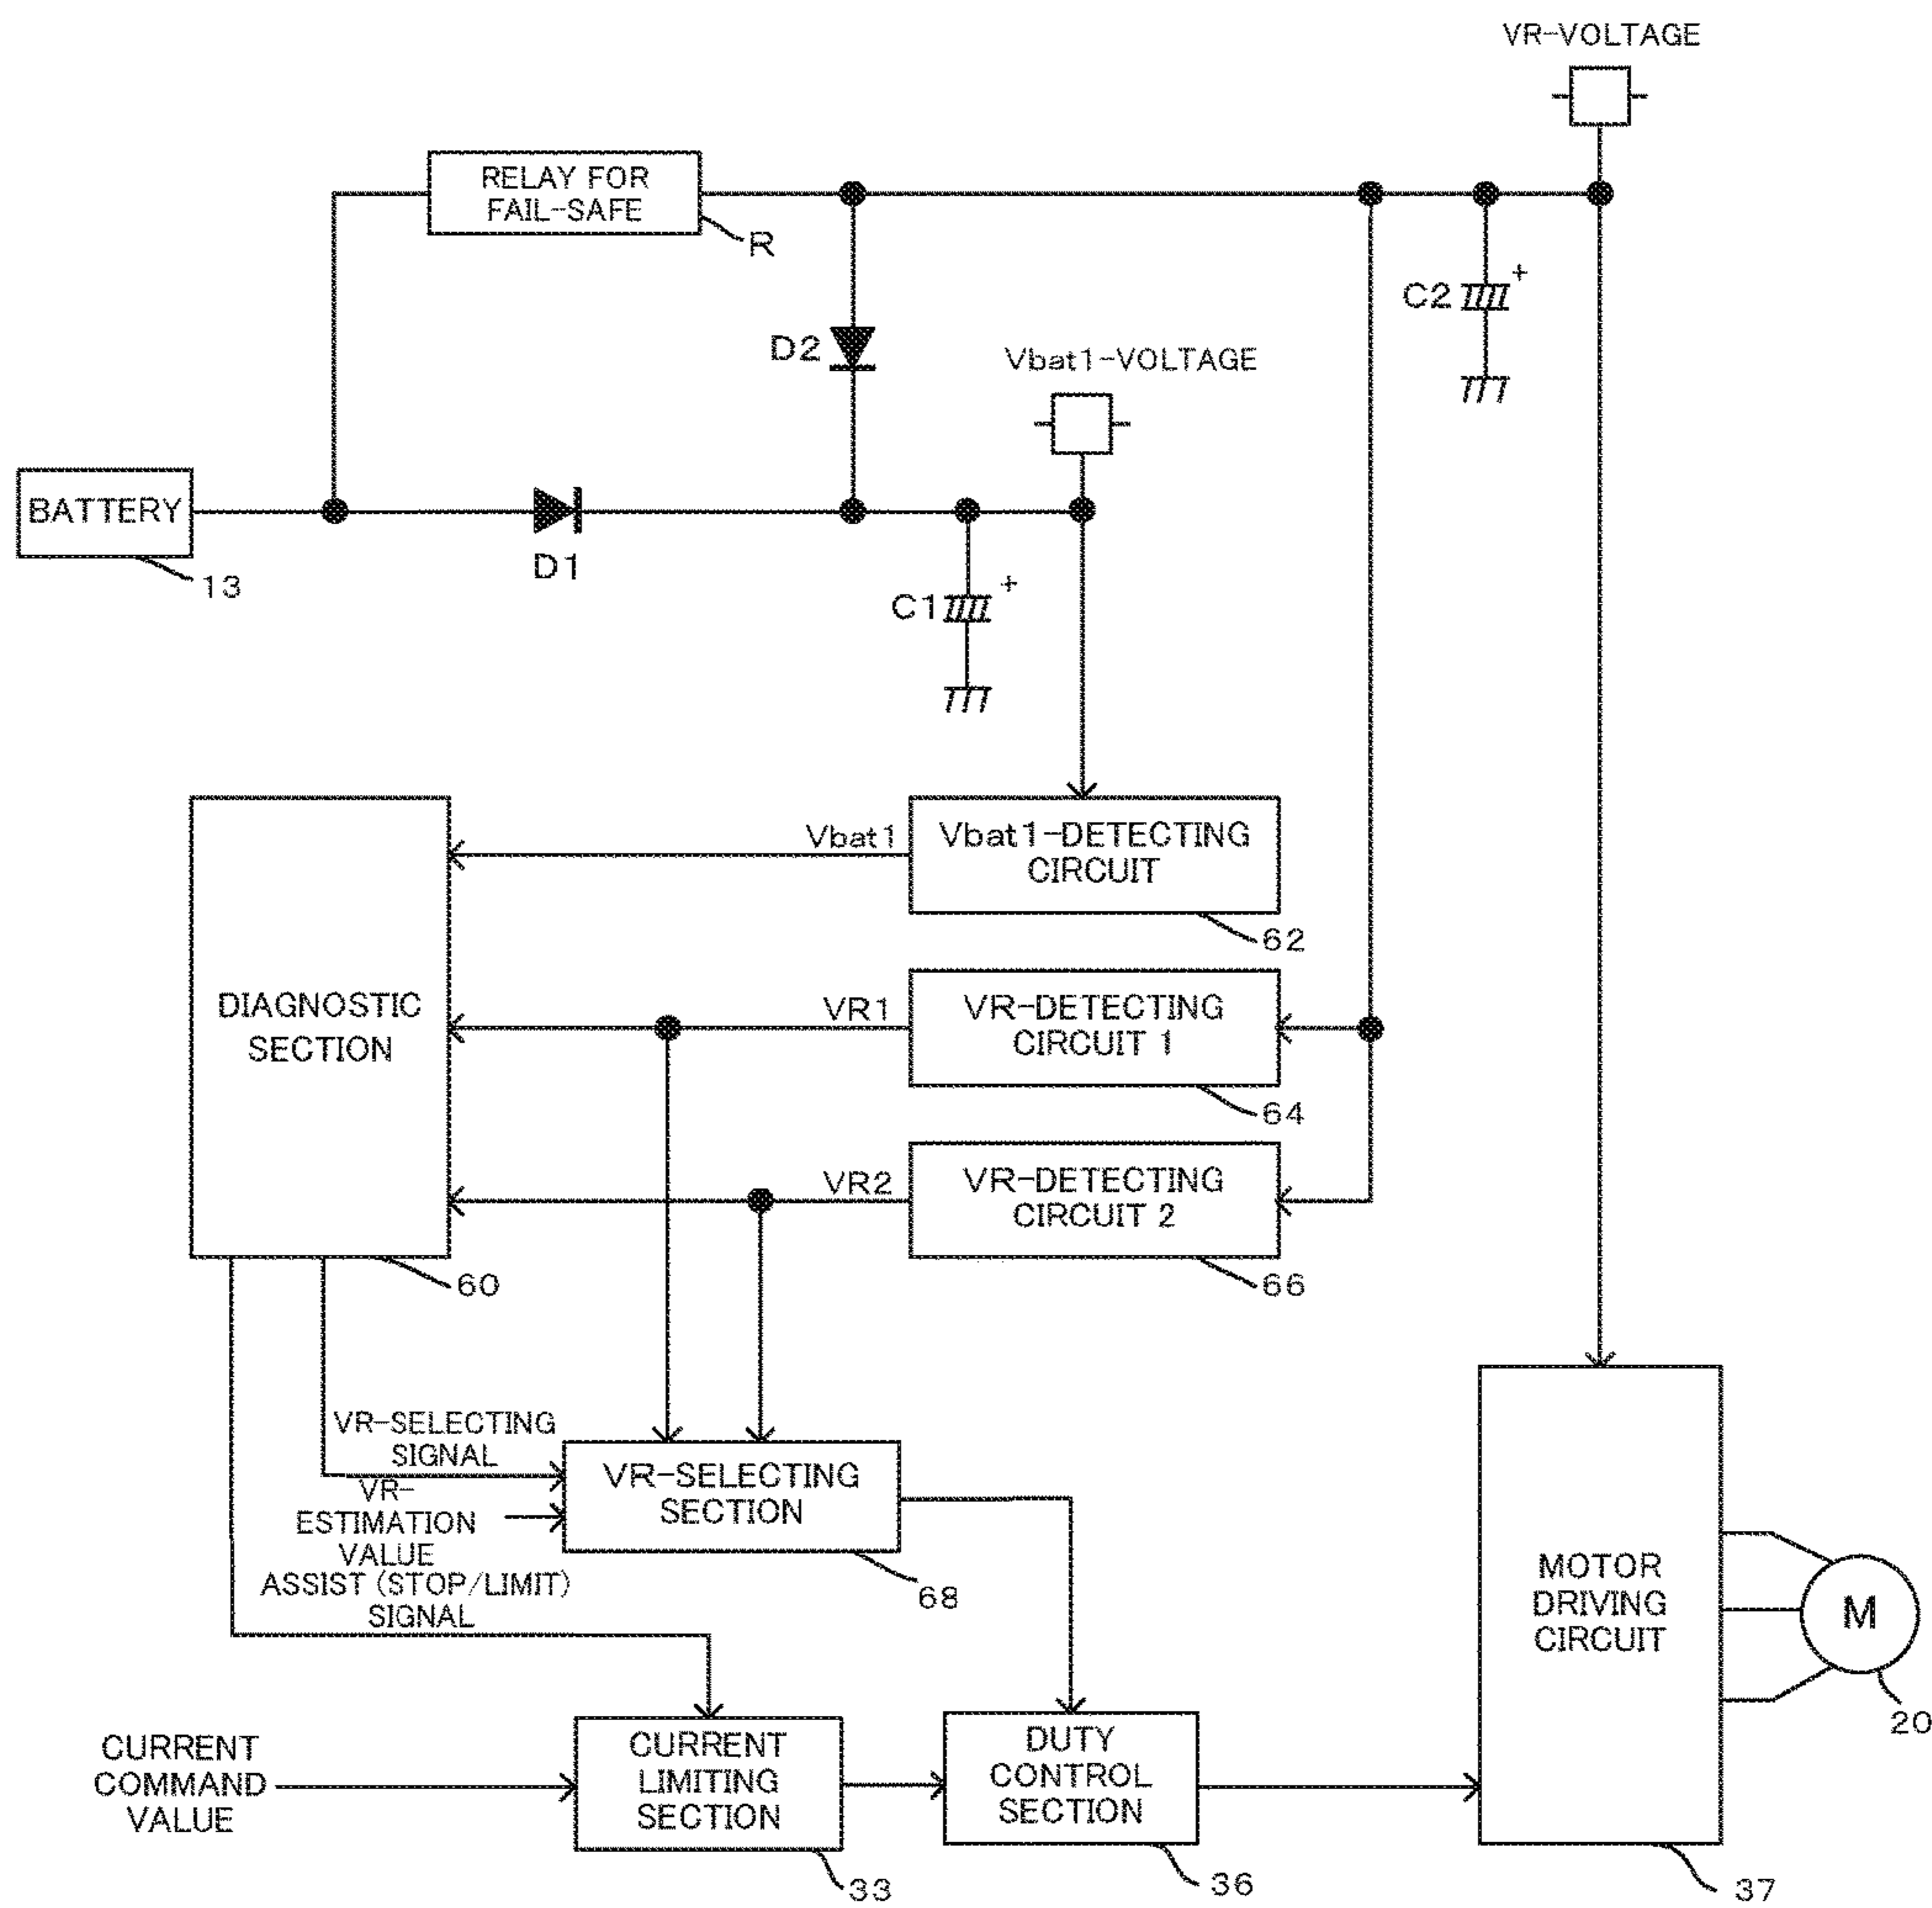 VR-VOLTAGE
RELAY FOR
FAIL-SAFE
R
C2
+
D2
Vbat1-VOLTAGE
BATTERY
13
D1
C1
+
Vbat1
Vbat1-DETECTING
CIRCUIT
62
DIAGNOSTIC
SECTION
60
VR1
VR-DETECTING
CIRCUIT 1
64
VR2
VR-DETECTING
CIRCUIT 2
66
VR-SELECTING
SIGNAL
VR-
ESTIMATION
VALUE
VR-SELECTING
SECTION
68
ASSIST (STOP/LIMIT)
SIGNAL
MOTOR
DRIVING
CIRCUIT
37
M
20
CURRENT
COMMAND
VALUE
CURRENT
LIMITING
SECTION
33
DUTY
CONTROL
SECTION
36